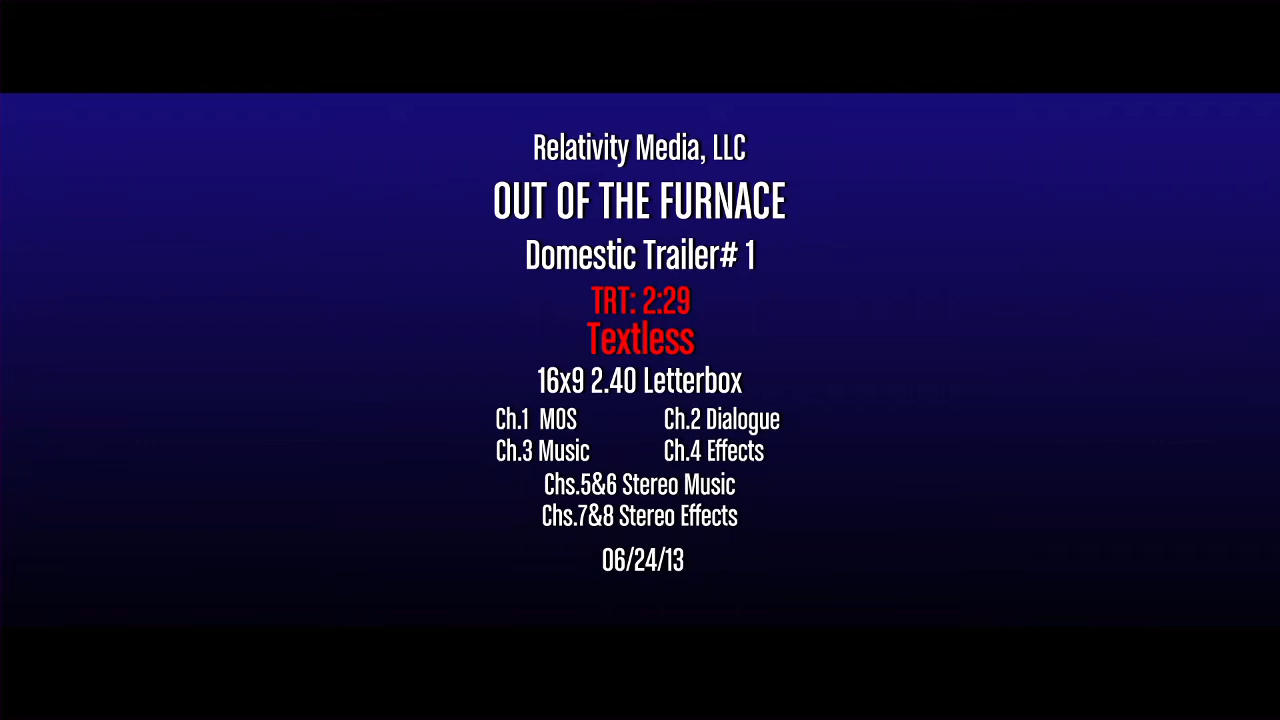 Relativity Media, LLC
OUT OF THE FURNACE
Domestic Trailer# 1
TRT: 2:29
Textless
16x9 2.40 Letterbox
Ch.1 MOS Ch.2 Dialogue
Ch.3 Music Ch.4 Effects
Chs.5&6 Stereo Music
Chs.7&8 Stereo Effects
06/24/13